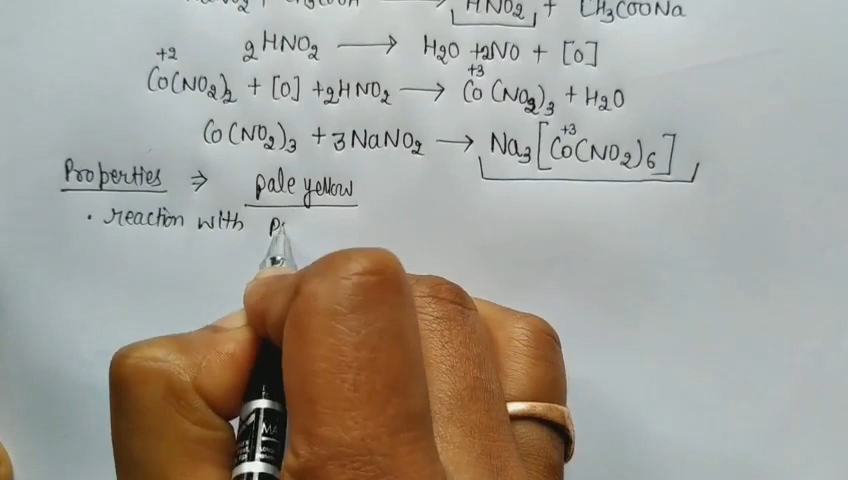 HNO2 + CH3COONa
2HNO2 → H2O + 2NO + [O]
+2 +3
Co(NO2)2 + [O] + 2HNO2 → Co(NO2)3 + H2O
+3
Co(NO2)3 + 3NaNO2 → Na3[Co(NO2)6]
Properties ⇒ pale yellow
• reaction with
MA